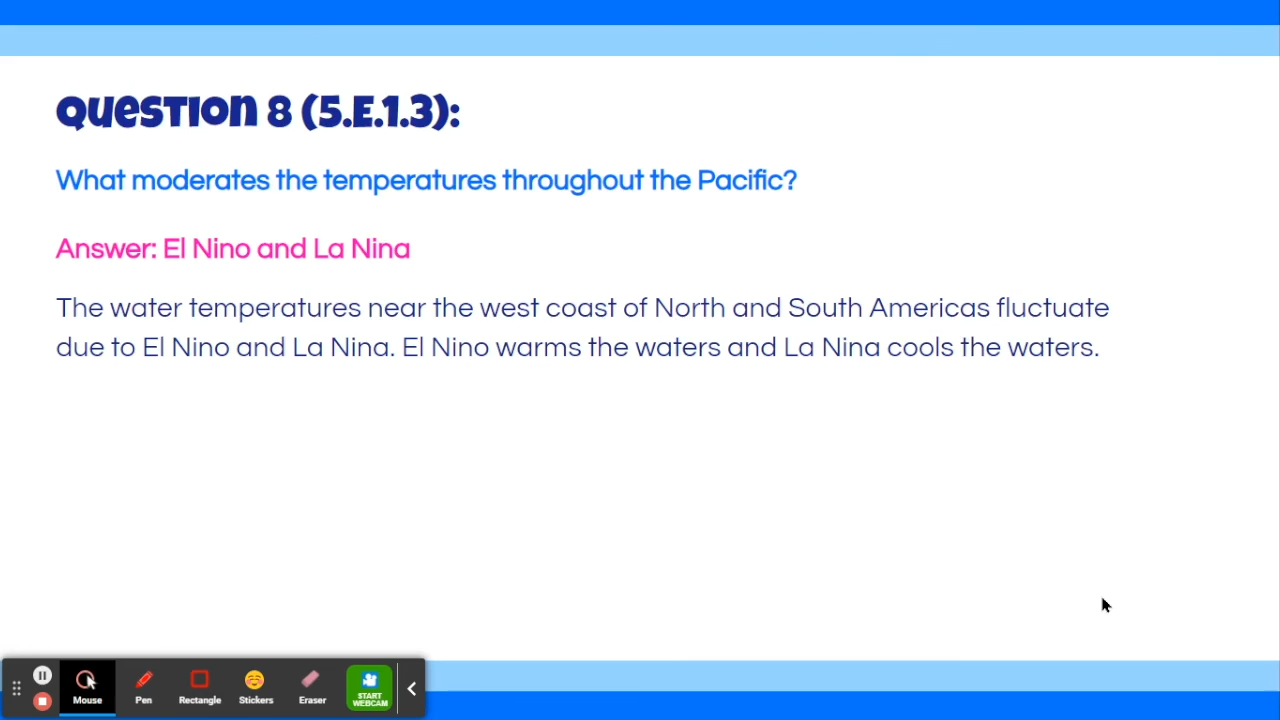 Question 8 (5.E.1.3):
What moderates the temperatures throughout the Pacific?
Answer: El Nino and La Nina
The water temperatures near the west coast of North and South Americas fluctuate
due to El Nino and La Nina. El Nino warms the waters and La Nina cools the waters.
Mouse Pen Rectangle Stickers Eraser START
WEBCAM